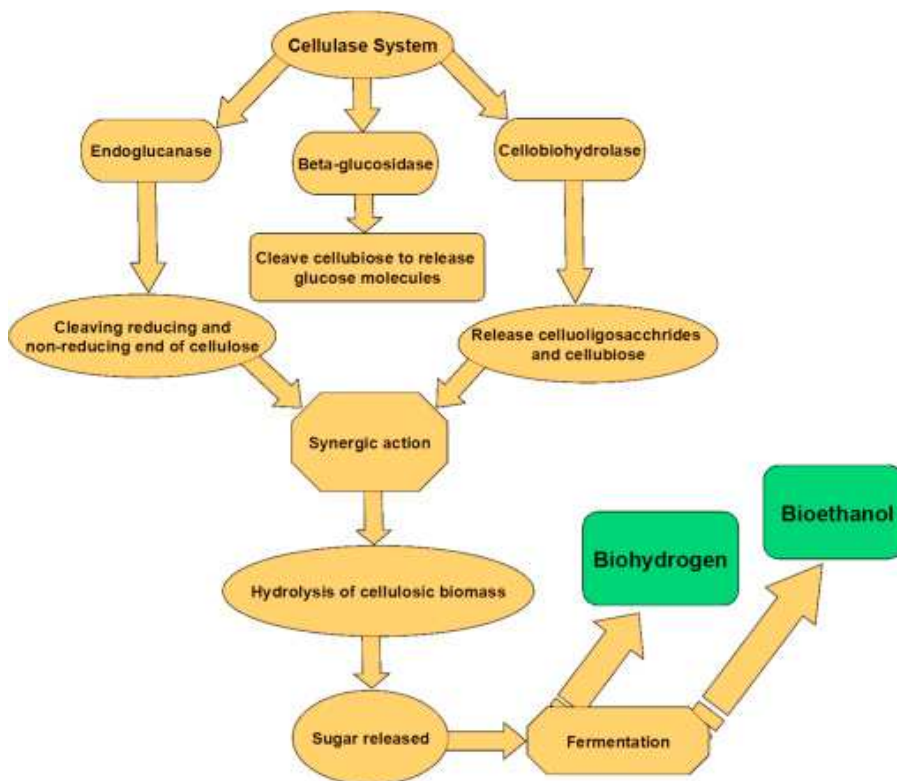 Cellulase System
Endoglucanase
Beta-glucosidase
Cellobiohydrolase
Cleave cellubiose to release
glucose molecules
Cleaving reducing and
non-reducing end of cellulose
Release celluoligosacchrides
and cellubiose
Synergic action
Bioethanol
Biohydrogen
Hydrolysis of cellulosic biomass
Sugar released
Fermentation